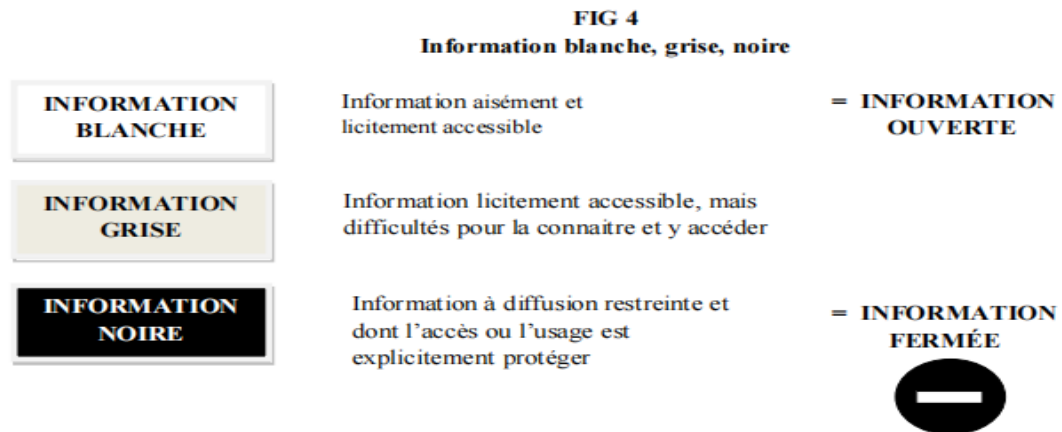 FIG 4
Information blanche, grise, noire
INFORMATION
BLANCHE
Information aisément et
licitement accessible
= INFORMATION
OUVERTE
INFORMATION
GRISE
Information licitement accessible, mais
difficultés pour la connaitre et y accéder
INFORMATION
NOIRE
Information à diffusion restreinte et
dont l’accès ou l’usage est
explicitement protéger
= INFORMATION
FERMÉE